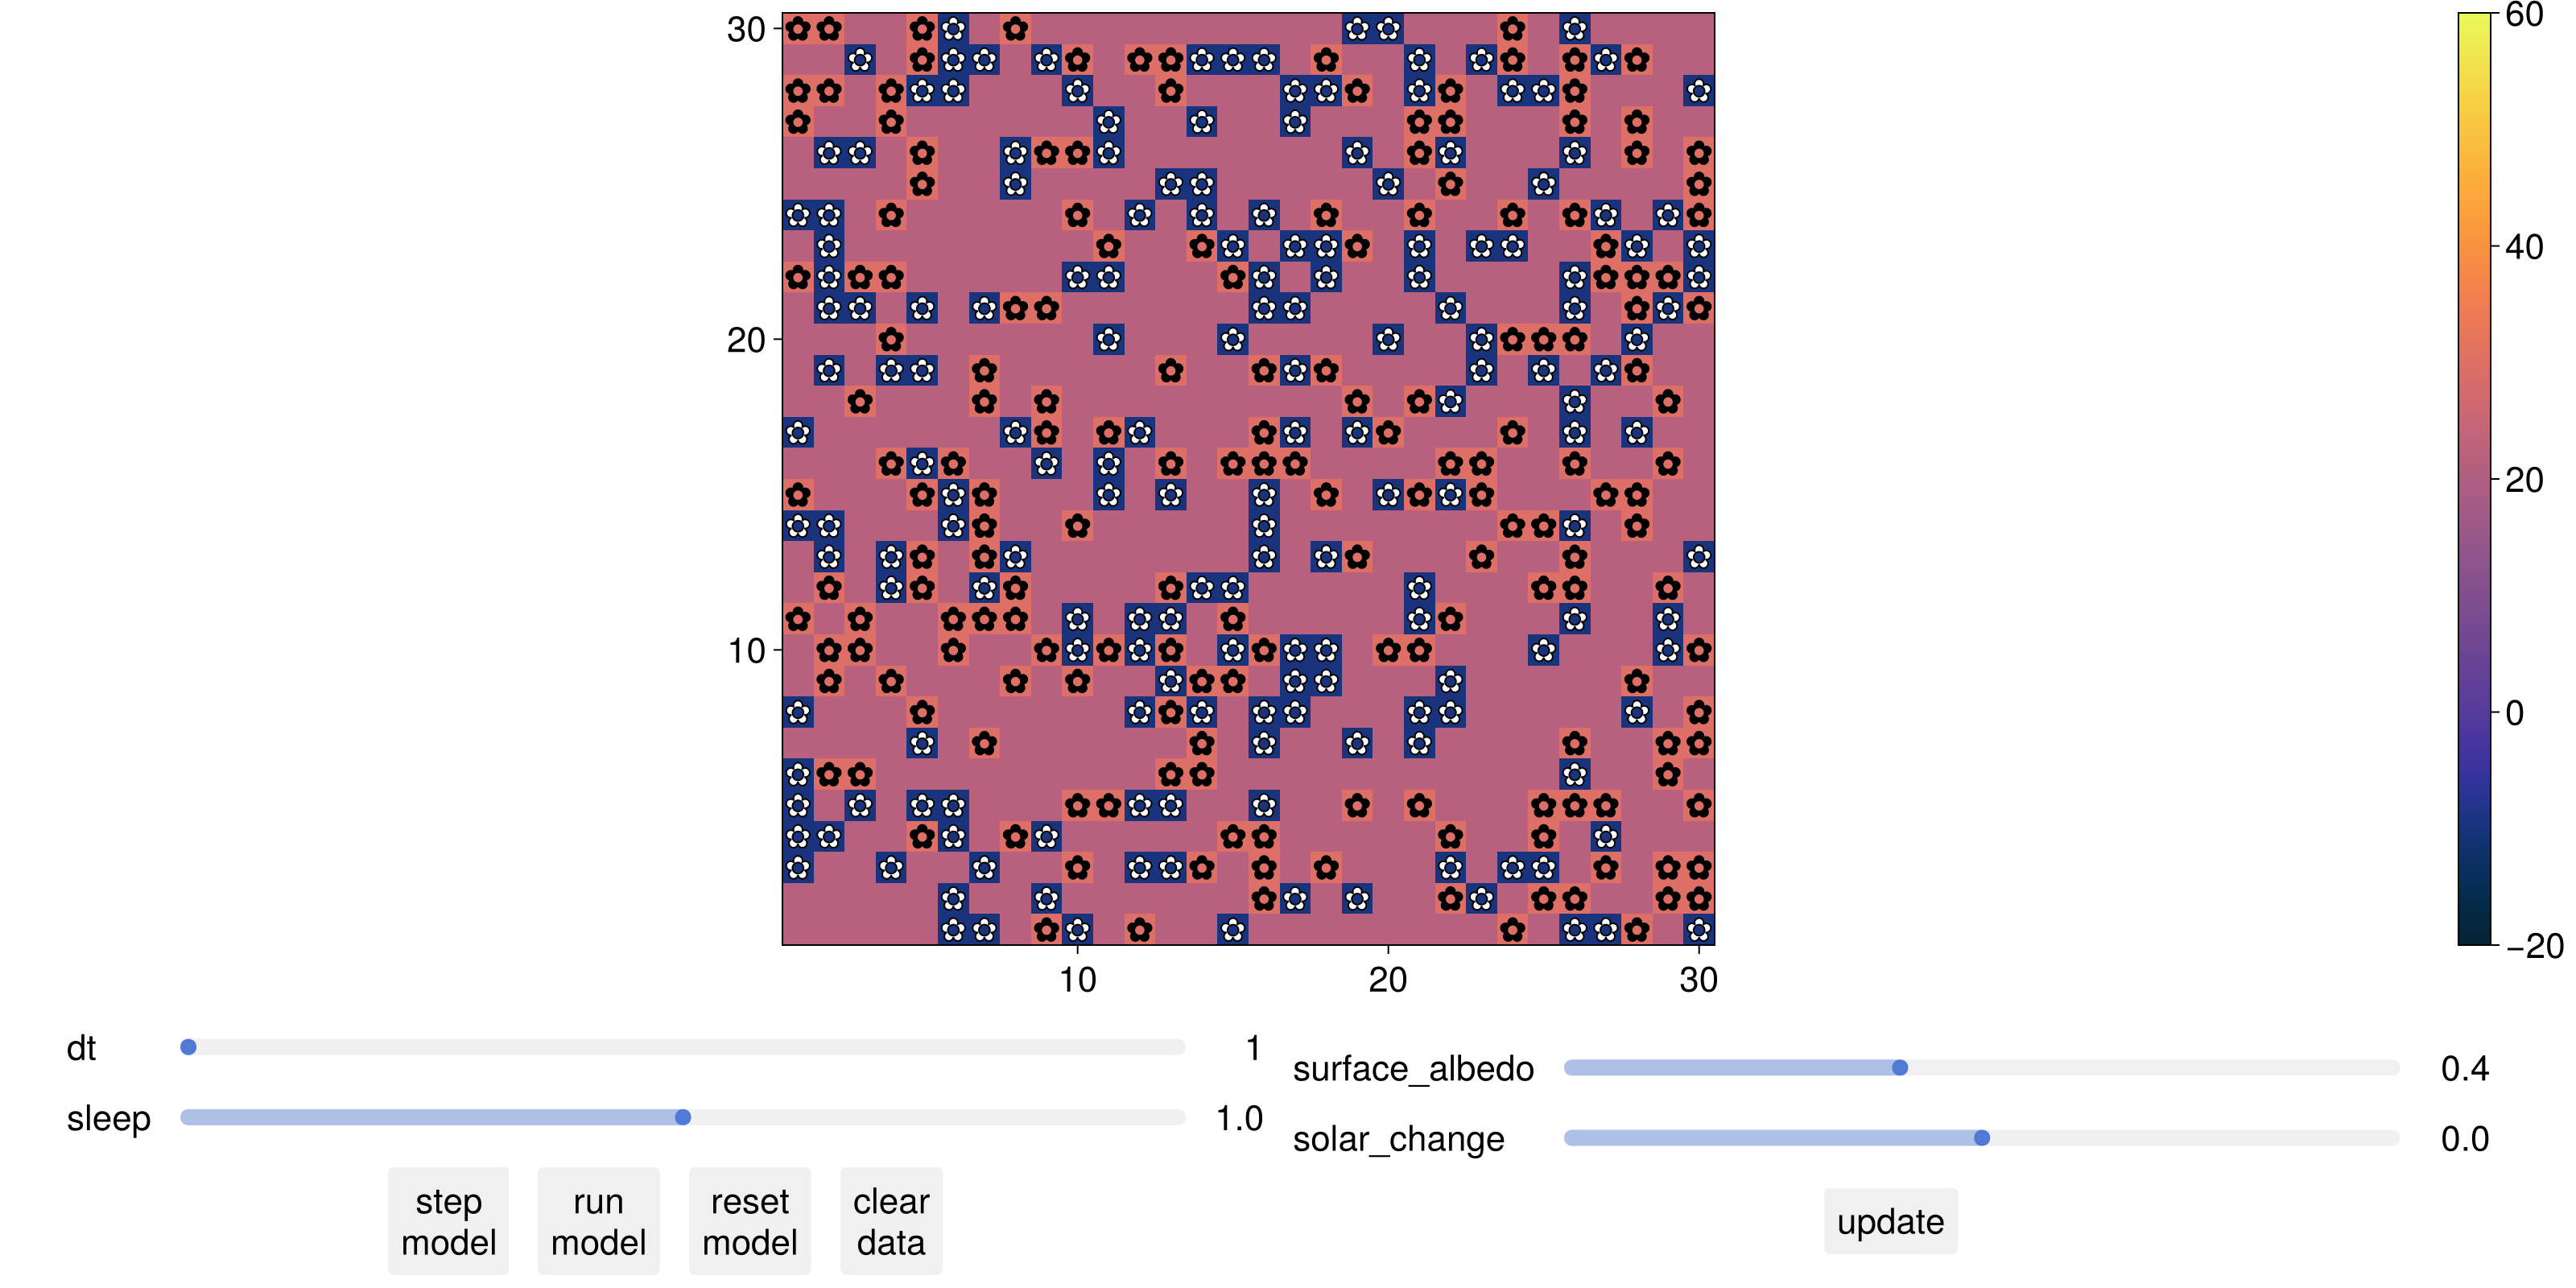 30
20
10
10
20
30
60
40
20
0
−20
dt
1
sleep
1.0
step
model
run
model
reset
model
clear
data
surface_albedo
0.4
solar_change
0.0
update